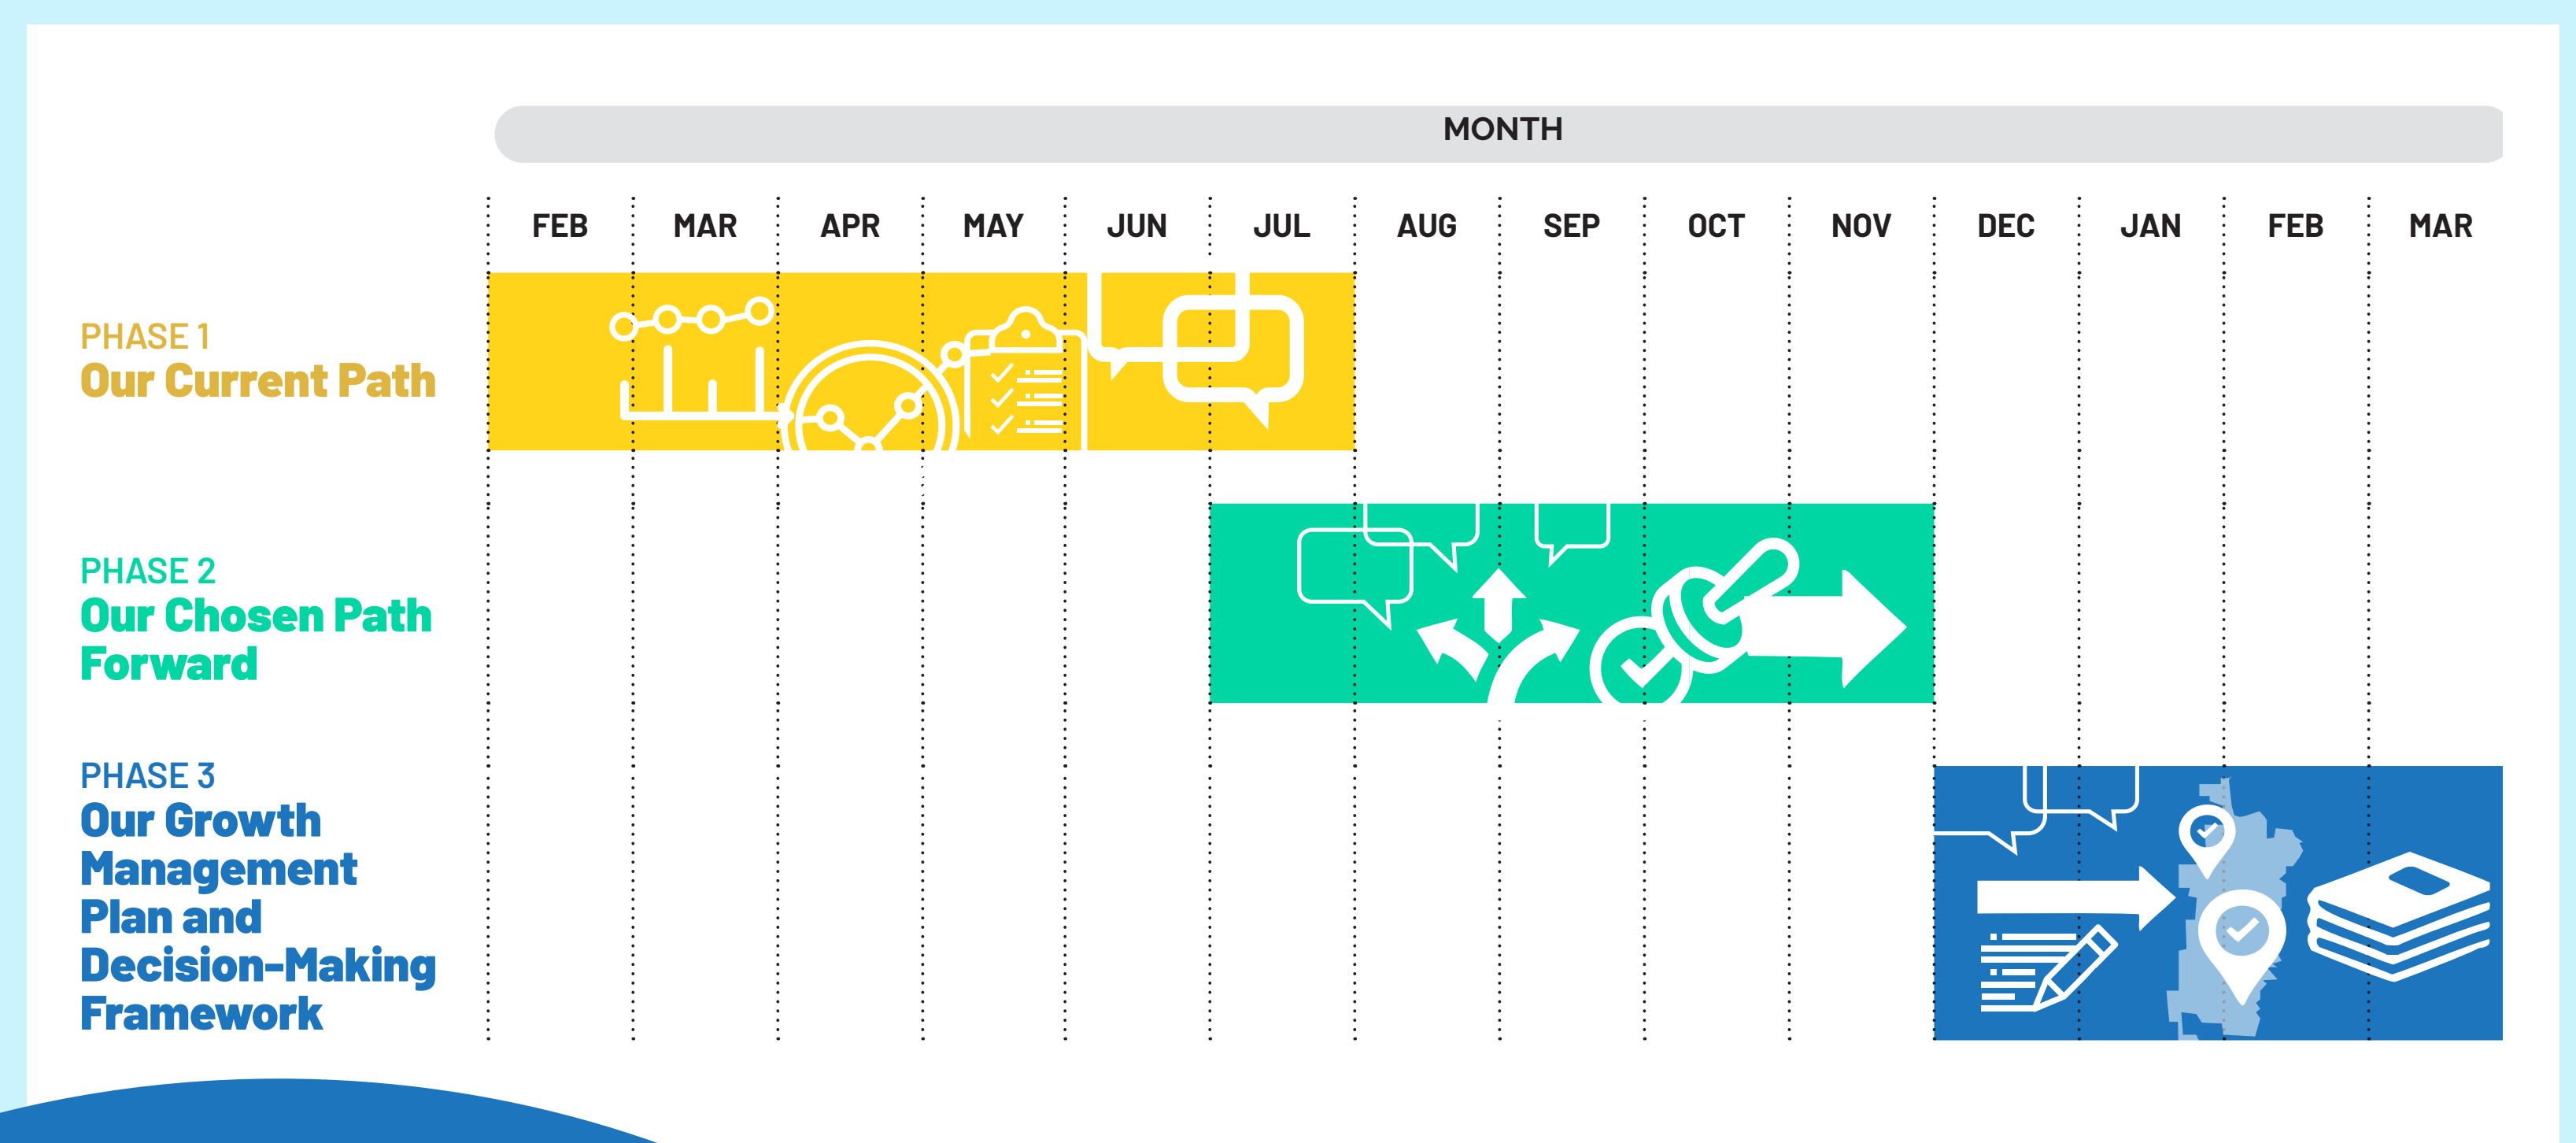 MONTH
FEB MAR APR MAY JUN JUL AUG SEP OCT NOV DEC JAN FEB MAR
PHASE 1
Our Current Path
PHASE 2
Our Chosen Path
Forward
PHASE 3
Our Growth
Management
Plan and
Decision-Making
Framework